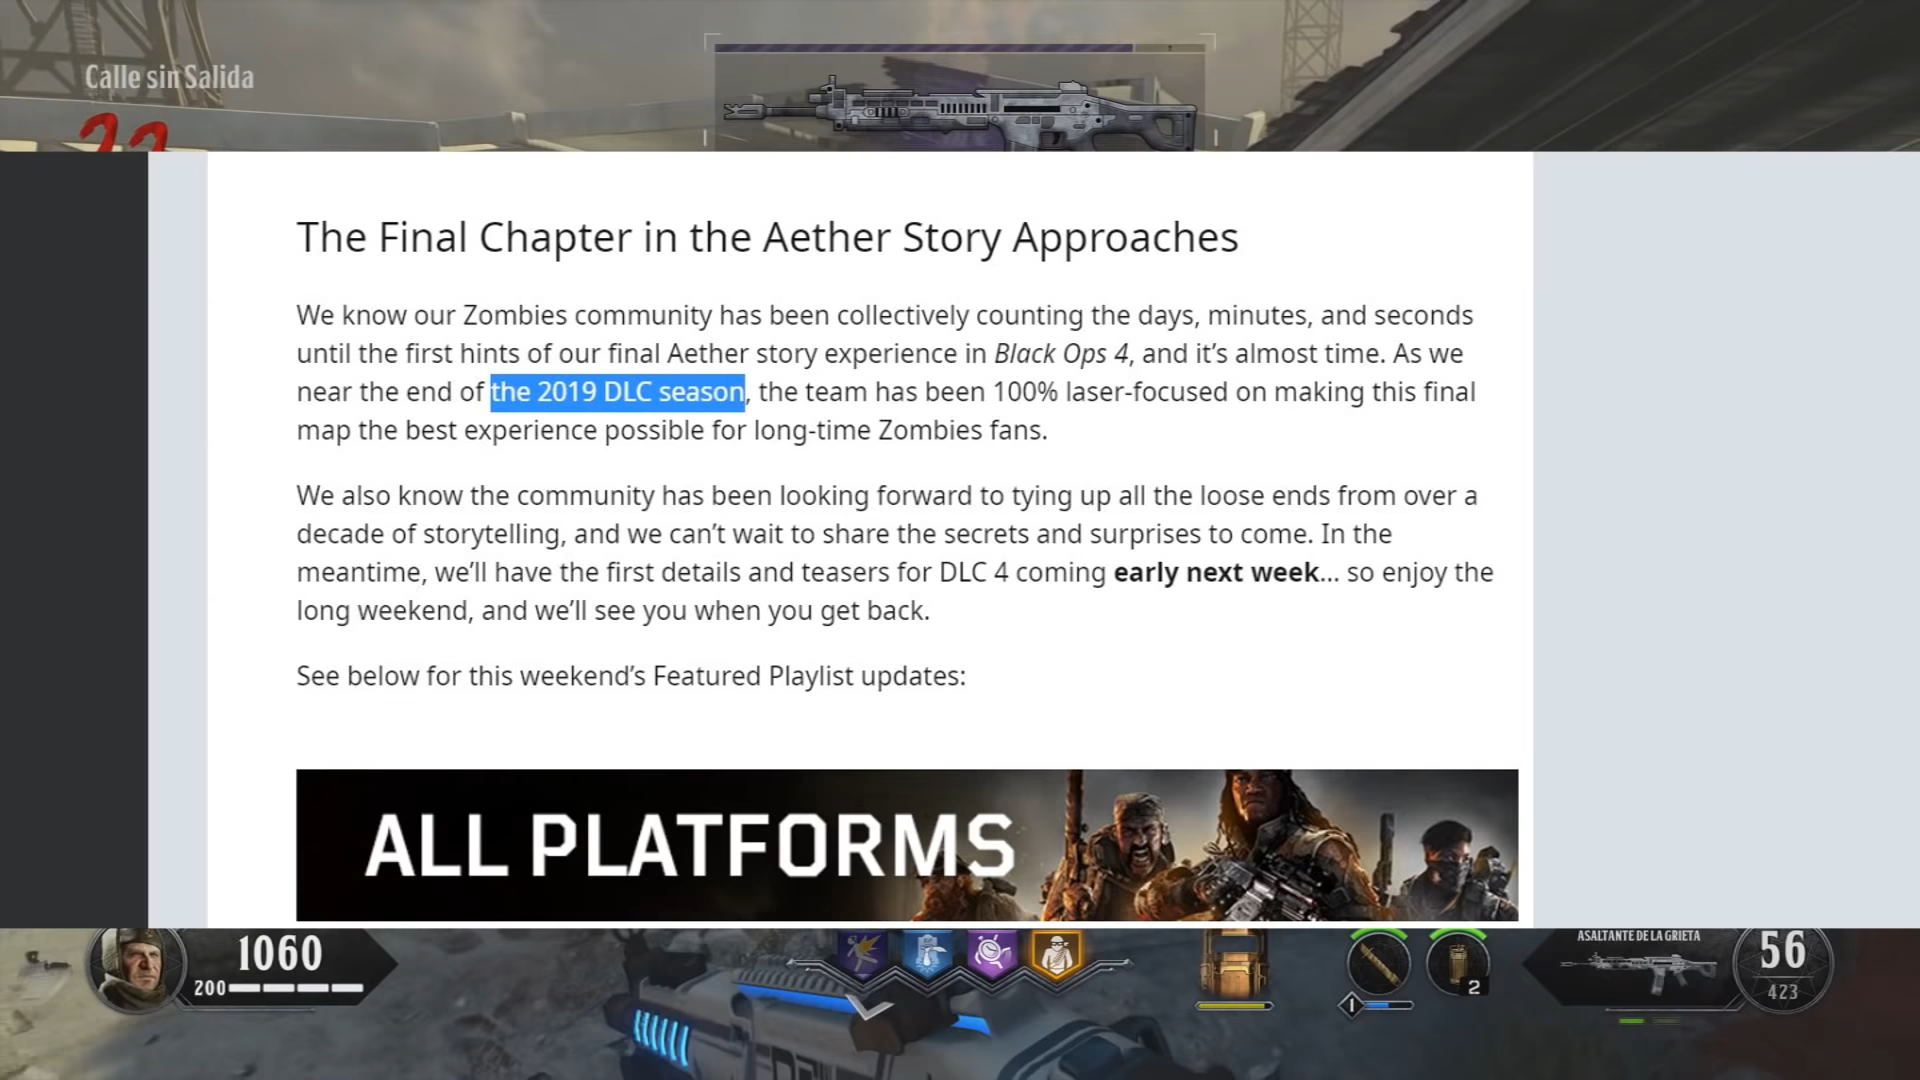 Calle sin Salida
The Final Chapter in the Aether Story Approaches
We know our Zombies community has been collectively counting the days, minutes, and seconds
until the first hints of our final Aether story experience in Black Ops 4, and it’s almost time. As we
near the end of the 2019 DLC season, the team has been 100% laser-focused on making this final
map the best experience possible for long-time Zombies fans.
We also know the community has been looking forward to tying up all the loose ends from over a
decade of storytelling, and we can’t wait to share the secrets and surprises to come. In the
meantime, we’ll have the first details and teasers for DLC 4 coming early next week... so enjoy the
long weekend, and we’ll see you when you get back.
See below for this weekend’s Featured Playlist updates:
ALL PLATFORMS
1060
200
2
ASALTANTE DE LA GRIETA
56
423